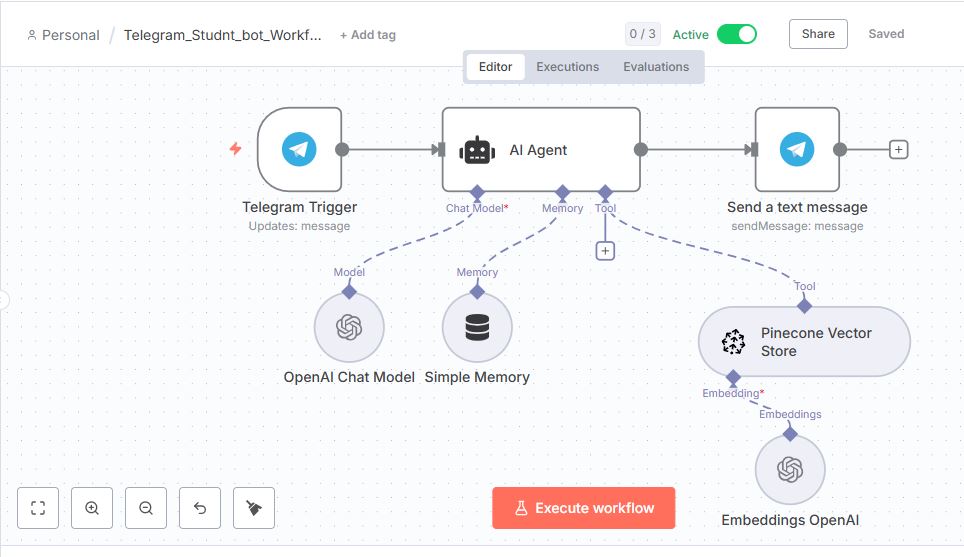 Personal / Telegram_Studnt_bot_Workf... + Add tag 0 / 3 Active Share Saved
Editor Executions Evaluations
AI Agent
Chat Model* Memory Tool
Telegram Trigger
Updates: message
Send a text message
sendMessage: message
+
+
Model Memory Tool
Pinecone Vector
Store
OpenAI Chat Model Simple Memory
Embedding*
Embeddings
Execute workflow
Embeddings OpenAI